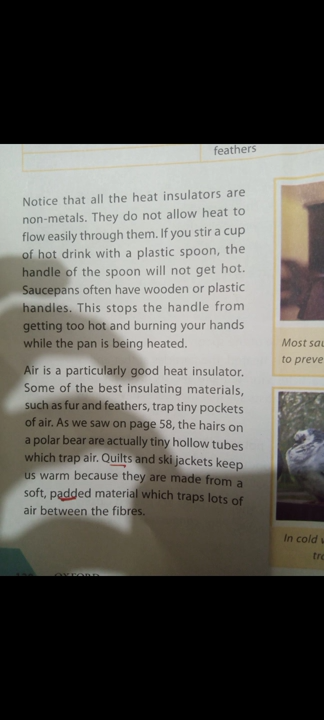 feathers
Notice that all the heat insulators are
non-metals. They do not allow heat to
flow easily through them. If you stir a cup
of hot drink with a plastic spoon, the
handle of the spoon will not get hot.
Saucepans often have wooden or plastic
handles. This stops the handle from
getting too hot and burning your hands
while the pan is being heated.
Air is a particularly good heat insulator.
Some of the best insulating materials,
such as fur and feathers, trap tiny pockets
of air. As we saw on page 58, the hairs on
a polar bear are actually tiny hollow tubes
which trap air. Quilts and ski jackets keep
us warm because they are made from a
soft, padded material which traps lots of
air between the fibres.
Most
to
In cold
OXFORD